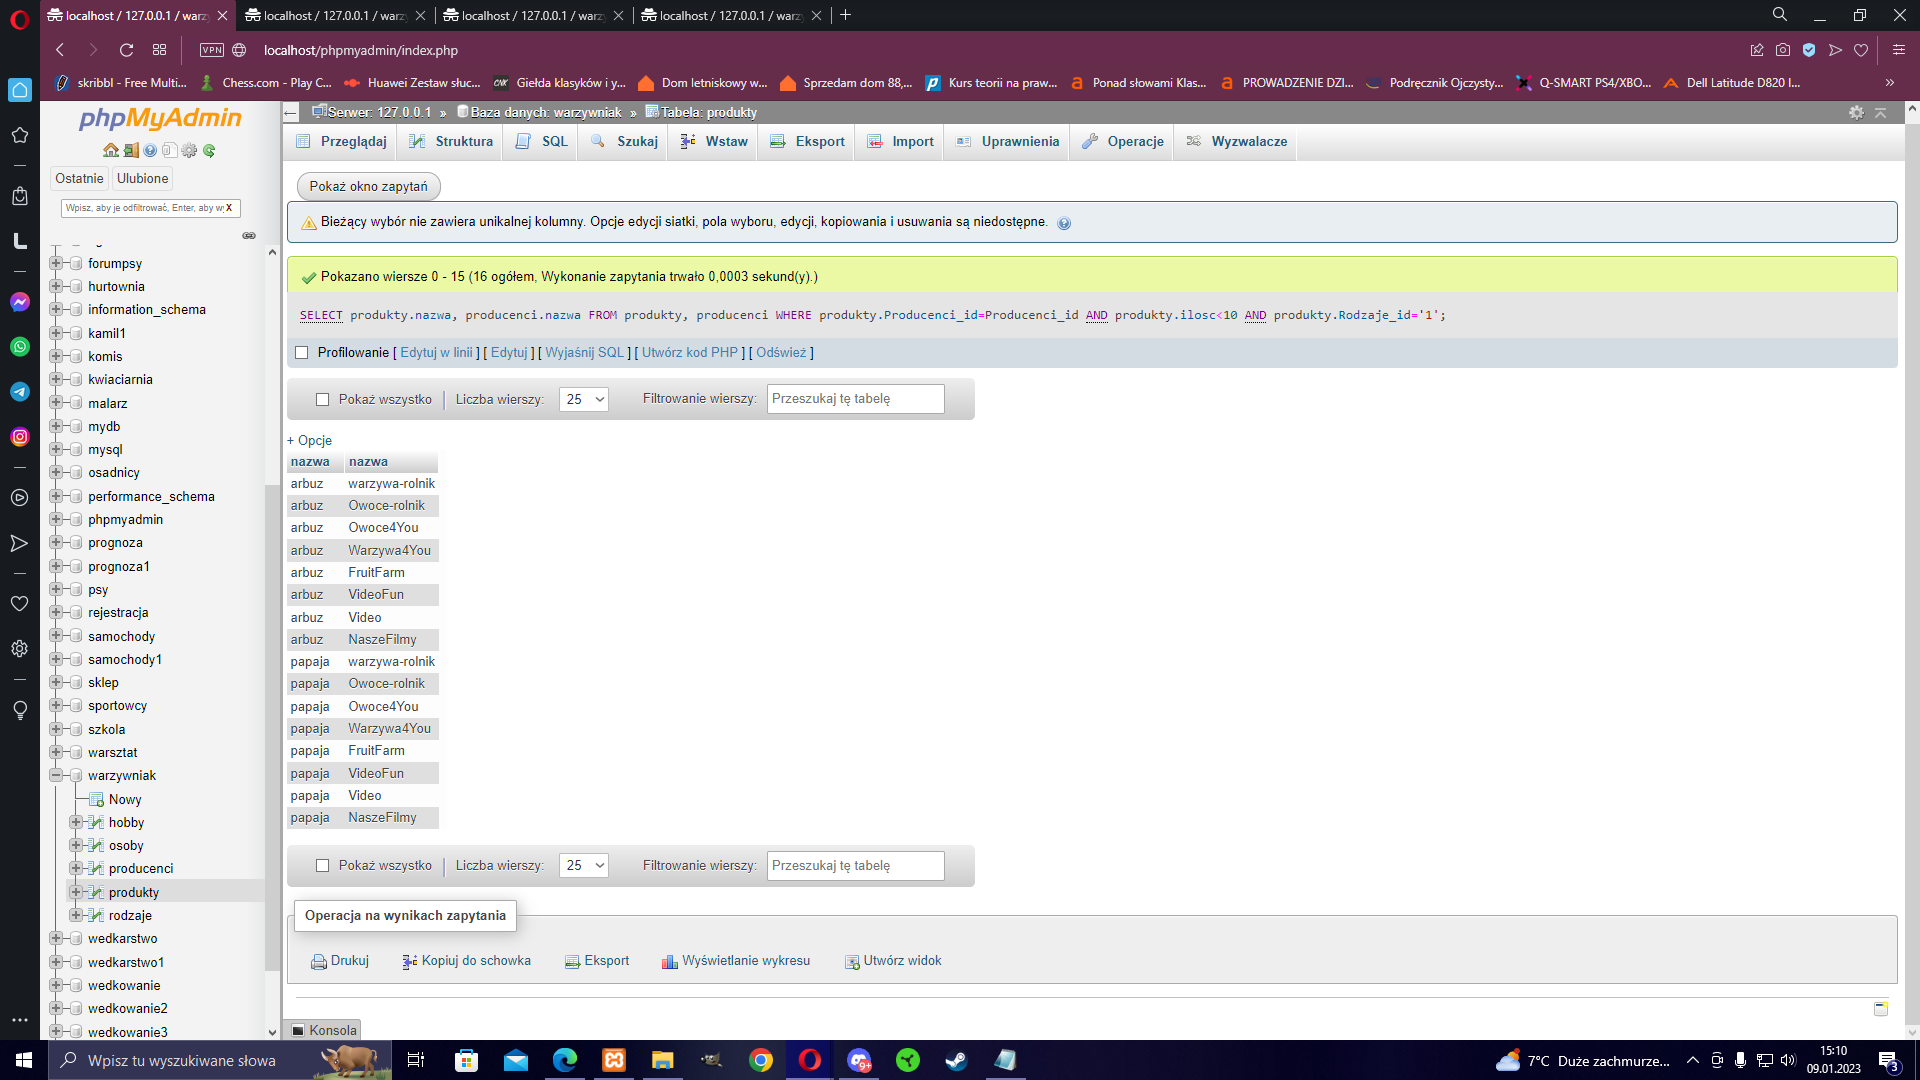 localhost / 127.0.0.1 / warzy
localhost / 127.0.0.1 / warzy
localhost / 127.0.0.1 / warzy
localhost / 127.0.0.1 / warzy
VPN localhost/phpmyadmin/index.php
skribbl - Free Multi... Chess.com - Play C... Huawei Zestaw słuc... CNK Giełda klasyków i y... Dom letniskowy w... Sprzedam dom 88,... Kurs teorii na praw... Ponad słowami Klas... PROWADZENIE DZI... Podręcznik Ojczysty... Q-SMART PS4/XBO... Dell Latitude D820 I... »
phpMyAdmin
Ostatnie Ulubione
Wpisz, aby je odfiltrować, Enter, aby wy X
forumpsy
hurtownia
information_schema
kamil1
komis
kwiaciarnia
malarz
mydb
mysql
osadnicy
performance_schema
phpmyadmin
prognoza
prognoza1
psy
rejestracja
samochody
samochody1
sklep
sportowcy
szkola
warsztat
warzywniak
Nowy
hobby
osoby
producenci
produkty
rodzaje
wedkarstwo
wedkarstwo1
wedkowanie
wedkowanie2
wedkowanie3
Serwer: 127.0.0.1 » Baza danych: warzywniak » Tabela: produkty
Przeglądaj Struktura SQL Szukaj Wstaw Eksport Import Uprawnienia Operacje Wyzwalacze
Pokaż okno zapytań
Bieżący wybór nie zawiera unikalnej kolumny. Opcje edycji siatki, pola wyboru, edycji, kopiowania i usuwania są niedostępne.
Pokazano wiersze 0 - 15 (16 ogółem, Wykonanie zapytania trwało 0,0003 sekund(y).)
SELECT produkty.nazwa, producenci.nazwa FROM produkty, producenci WHERE produkty.Producenci_id=Producenci_id AND produkty.ilosc<10 AND produkty.Rodzaje_id='1';
Profilowanie [ Edytuj w linii ] [ Edytuj ] [ Wyjaśnij SQL ] [ Utwórz kod PHP ] [ Odśwież ]
Pokaż wszystko Liczba wierszy: 25 Filtrowanie wierszy: Przeszukaj tę tabelę
+ Opcje
nazwa nazwa
arbuz warzywa-rolnik
arbuz Owoce-rolnik
arbuz Owoce4You
arbuz Warzywa4You
arbuz FruitFarm
arbuz VideoFun
arbuz Video
arbuz NaszeFilmy
papaja warzywa-rolnik
papaja Owoce-rolnik
papaja Owoce4You
papaja Warzywa4You
papaja FruitFarm
papaja VideoFun
papaja Video
papaja NaszeFilmy
Pokaż wszystko Liczba wierszy: 25 Filtrowanie wierszy: Przeszukaj tę tabelę
Operacja na wynikach zapytania
Drukuj Kopiuj do schowka Eksport Wyświetlanie wykresu Utwórz widok
Konsola
Wpisz tu wyszukiwane słowa
9+
7°C Duże zachmurze...
15:10
09.01.2023
3